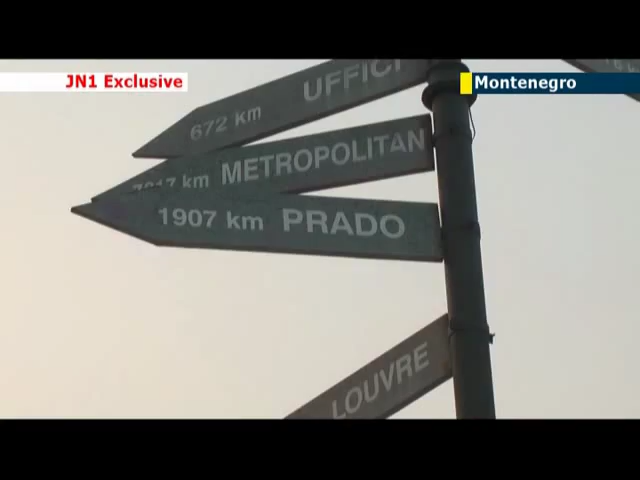 JN1 Exclusive
Montenegro
672 km UFFICI
km METROPOLITAN
1907 km PRADO
LOUVRE